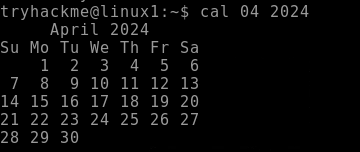 tryhackme@linux1:~$ cal 04 2024
     April 2024
Su Mo Tu We Th Fr Sa
    1  2  3  4  5  6
 7  8  9 10 11 12 13
14 15 16 17 18 19 20
21 22 23 24 25 26 27
28 29 30